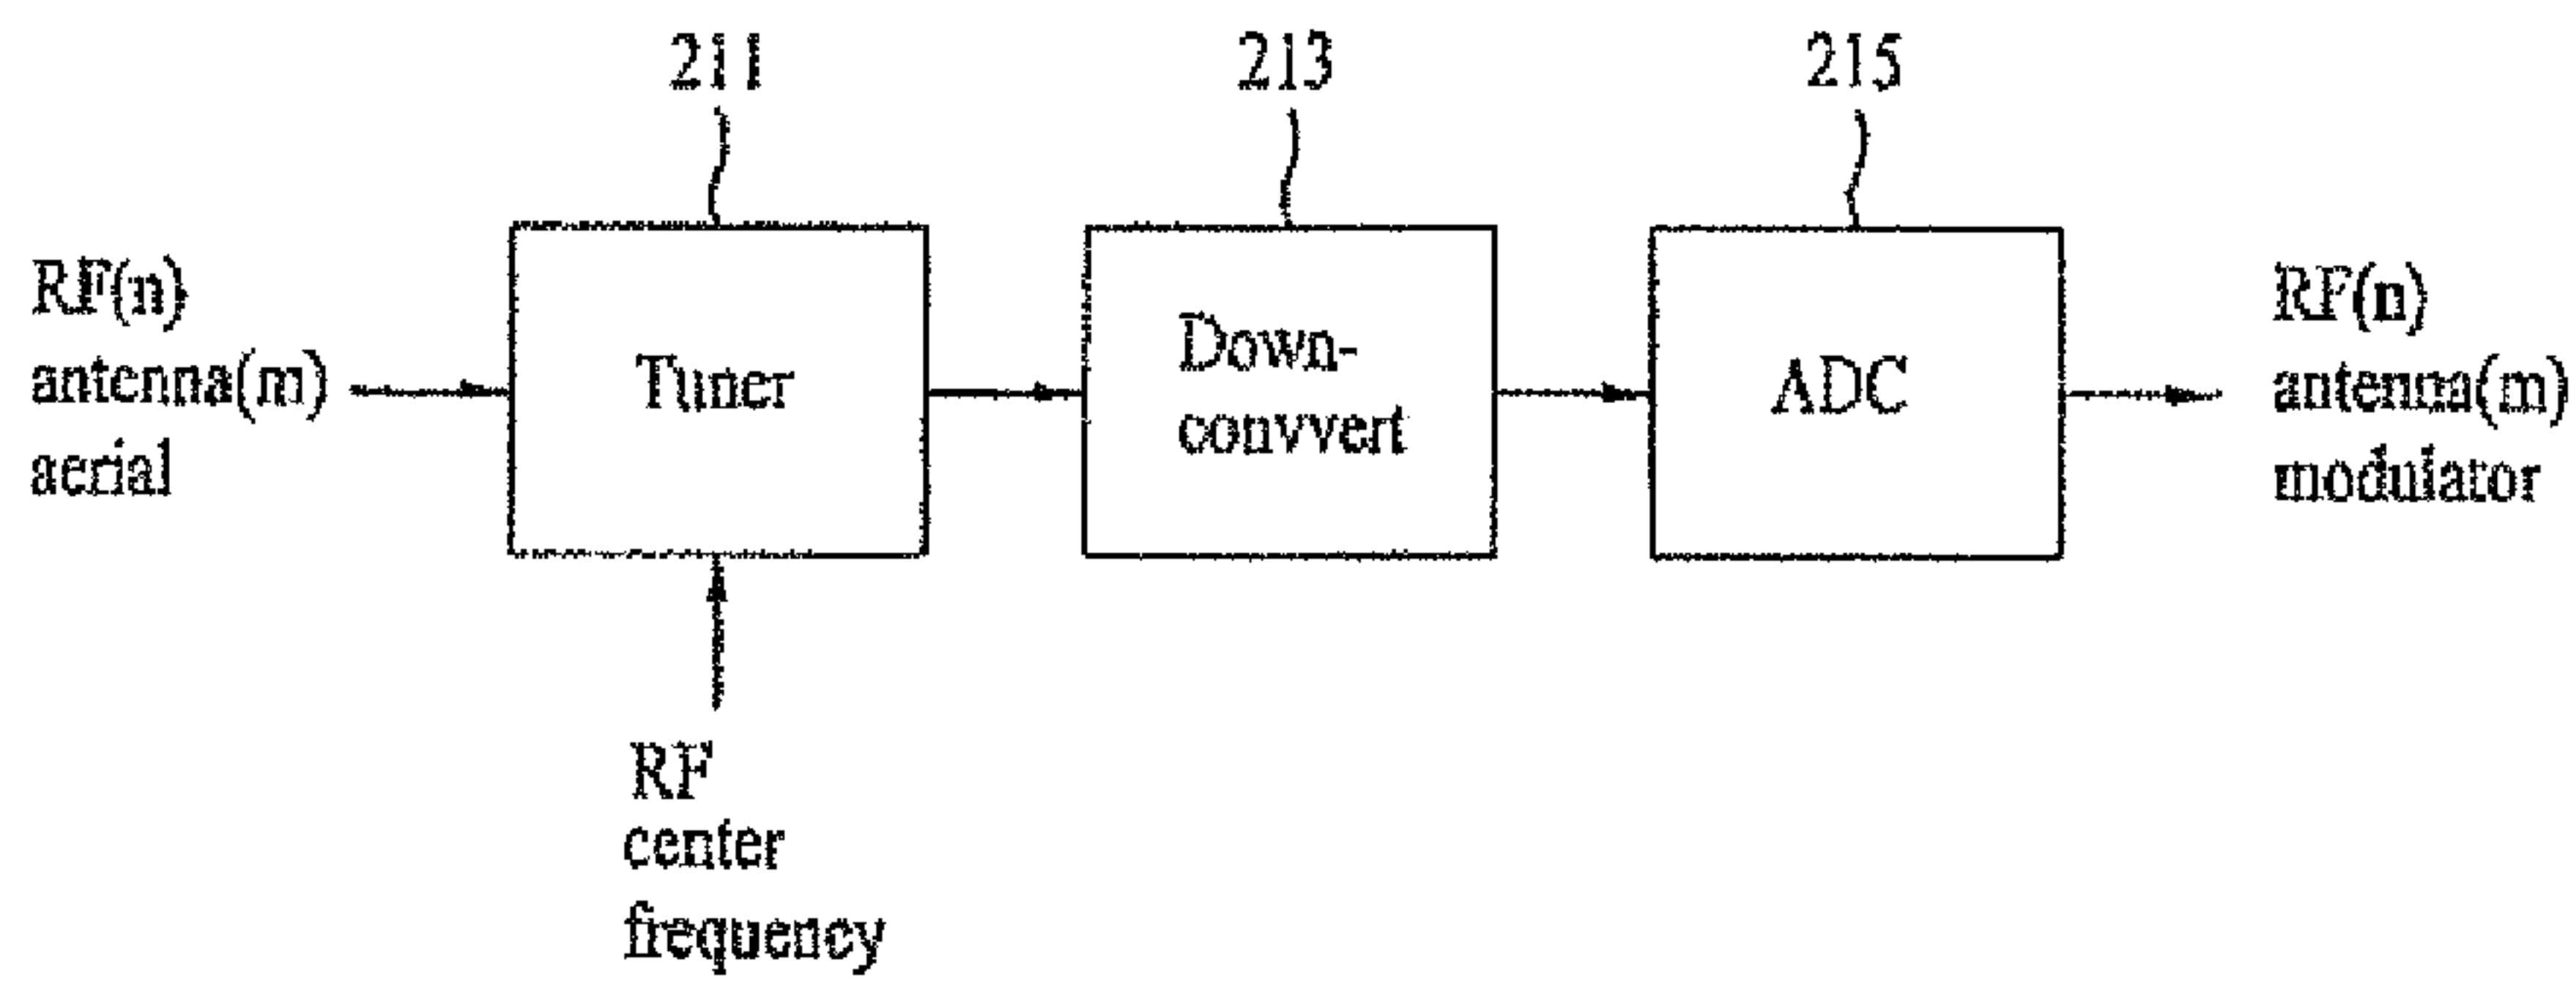 211
213
215
RF(n)
antenna(m)
aerial
Tuner
Down-
convvert
ADC
RF(n)
antenna(m)
modulator
RF
center
frequency